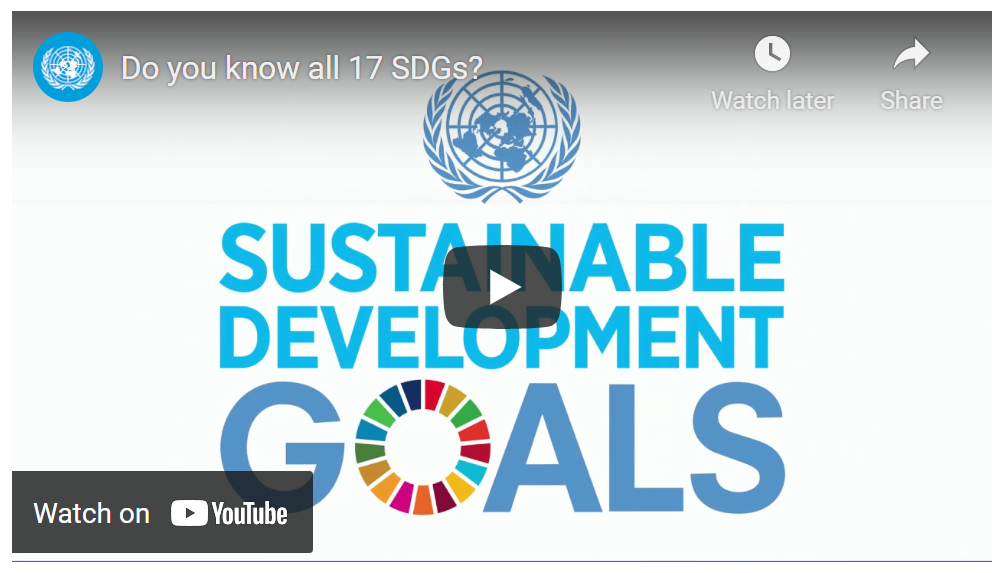 Do you know all 17 SDGs?
Watch later
Share
SUSTAINABLE
DEVELOPMENT
GOALS
Watch on YouTube